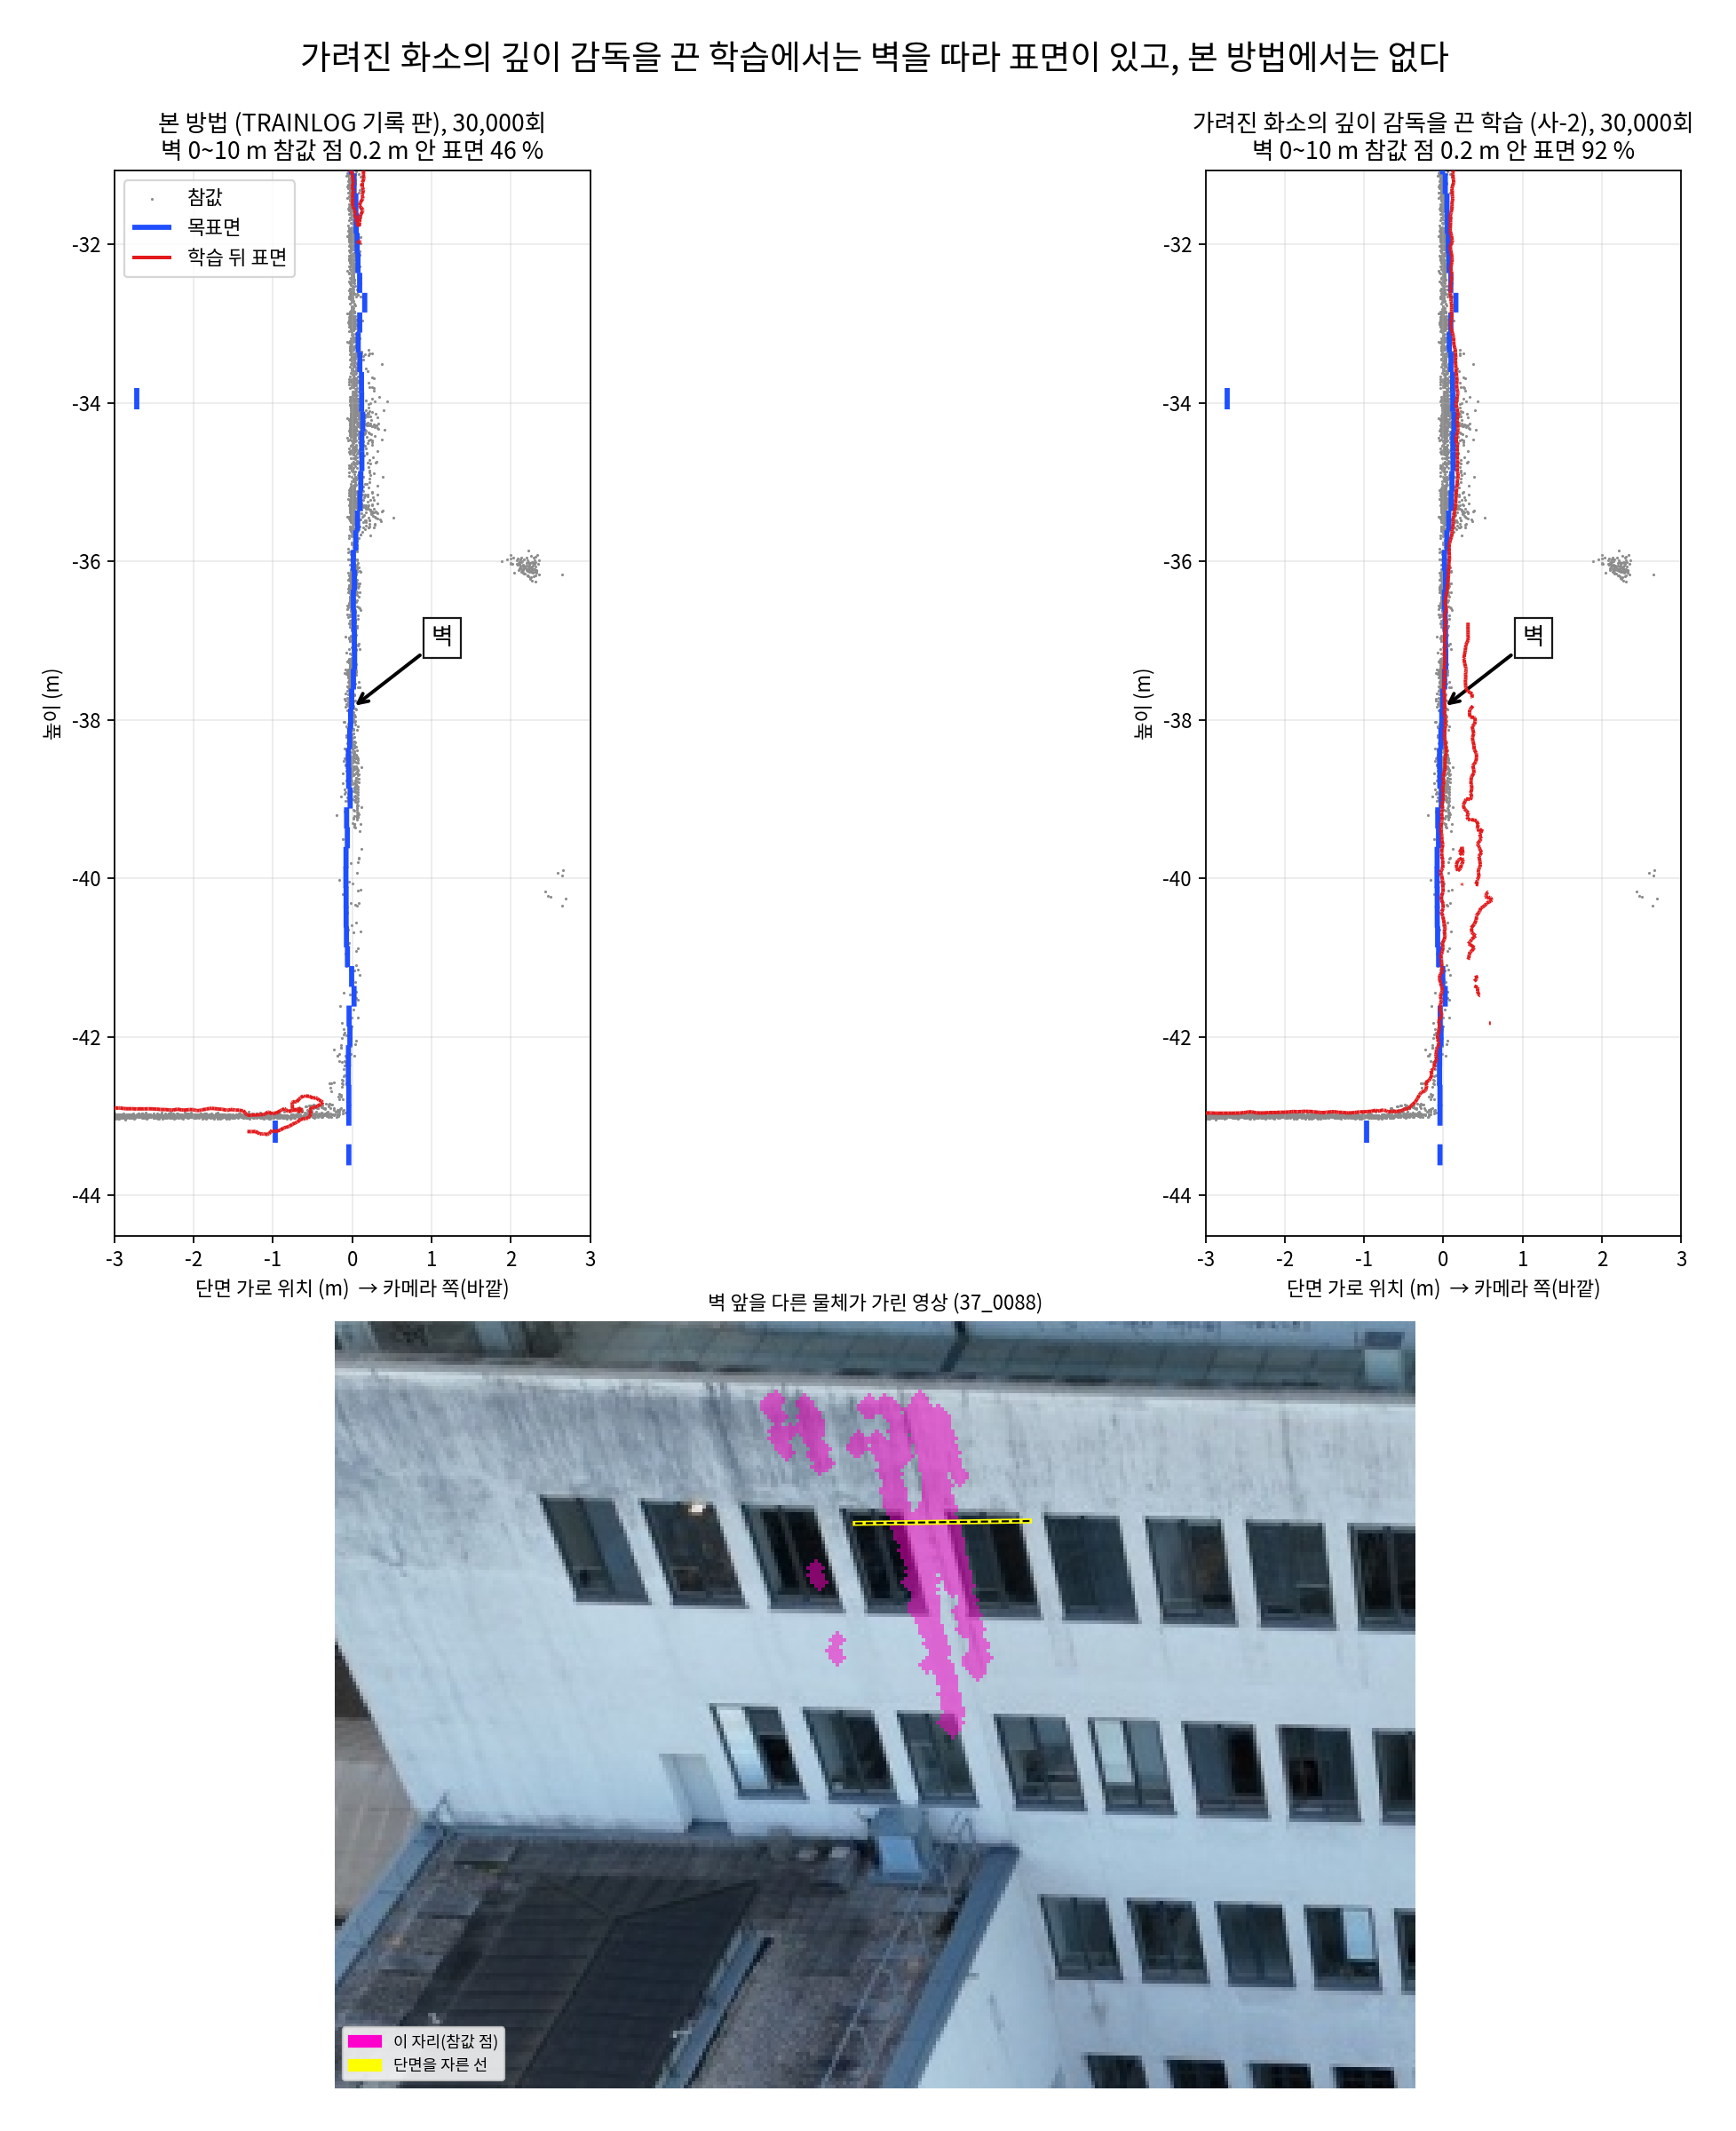 가려진 화소의 깊이 감독을 끈 학습에서는 벽을 따라 표면이 있고, 본 방법에서는 없다
본 방법 (TRAINLOG 기록 판), 30,000회
벽 0~10 m 참값 점 0.2 m 안 표면 46 %
참값
목표면
학습 뒤 표면
벽
높이 (m)
-32
-34
-36
-38
-40
-42
-44
-3 -2 -1 0 1 2 3
단면 가로 위치 (m) → 카메라 쪽(바깥)
가려진 화소의 깊이 감독을 끈 학습 (사-2), 30,000회
벽 0~10 m 참값 점 0.2 m 안 표면 92 %
벽
높이 (m)
-32
-34
-36
-38
-40
-42
-44
-3 -2 -1 0 1 2 3
단면 가로 위치 (m) → 카메라 쪽(바깥)
벽 앞을 다른 물체가 가린 영상 (37_0088)
이 자리(참값 점)
단면을 자른 선